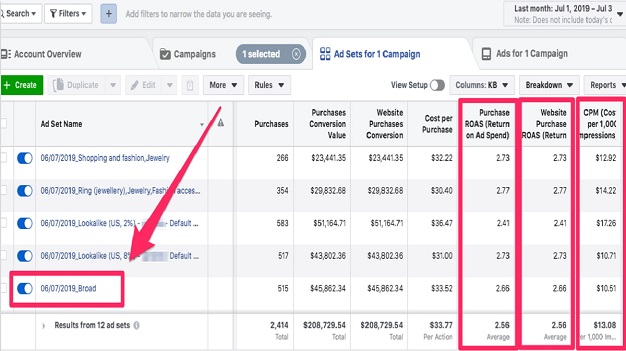 Search Filters + Add filters to narrow the data you are seeing. Last month: Jul 1, 2019 – Jul 3
Note: Does not include today's
Account Overview Campaigns 1 selected Ad Sets for 1 Campaign Ads for 1 Campaign
+ Create Duplicate Edit More Rules View Setup Columns: KB Breakdown Reports
Ad Set Name Purchases Purchases Conversion Value Website Purchases Conversion Cost per Purchase Purchase ROAS (Return on Ad Spend) Website Purchase ROAS (Return CPM (Cos per 1,000 Impressions
06/07/2019_Shopping and fashion,Jewelry 266 $23,441.35 $23,441.35 $32.22 2.73 2.73 $12.92
06/07/2019_Ring (jewellery),Jewelry,Fashion acces... 354 $29,832.68 $29,832.68 $30.40 2.77 2.77 $14.22
06/07/2019_Lookalike (US, 2%) - Default ... 583 $51,164.71 $51,164.71 $36.47 2.41 2.41 $17.26
06/07/2019_Lookalike (US, 8% - Default ... 517 $43,802.36 $43,802.36 $31.00 2.73 2.73 $10.71
06/07/2019_Broad 515 $45,862.34 $45,862.34 $33.52 2.66 2.66 $10.51
Results from 12 ad sets 2,414 $208,729.54 $208,729.54 $33.77 2.56 2.56 $13.08
Total Total Total Per Action Average Average 1,000 Im...